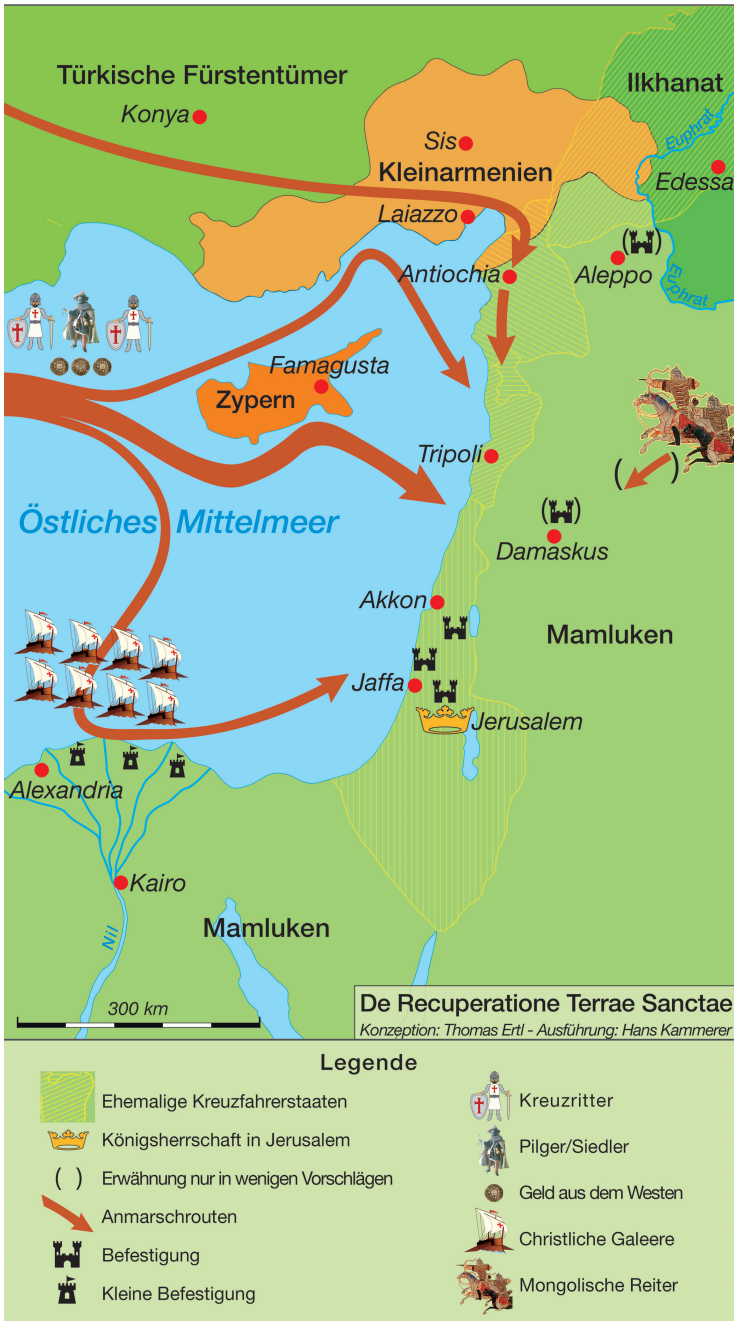 Türkische Fürstentümer
Ilkhanat
Konya
Sis
Euphrat
Kleinarmenien
Edessa
Laiazzo
Antiochia
Aleppo
Euphrat
Famagusta
Zypern
Tripoli
Östliches Mittelmeer
Damaskus
Akkon
Mamluken
Jaffa
Jerusalem
Alexandria
Kairo
Mamluken
Nil
300 km
De Recuperatione Terrae Sanctae
Konzeption: Thomas Ertl - Ausführung: Hans Kammerer
Legende
Ehemalige Kreuzfahrerstaaten
Königsherrschaft in Jerusalem
( ) Erwähnung nur in wenigen Vorschlägen
Anmarschrouten
Befestigung
Kleine Befestigung
Kreuzritter
Pilger/Siedler
Geld aus dem Westen
Christliche Galeere
Mongolische Reiter